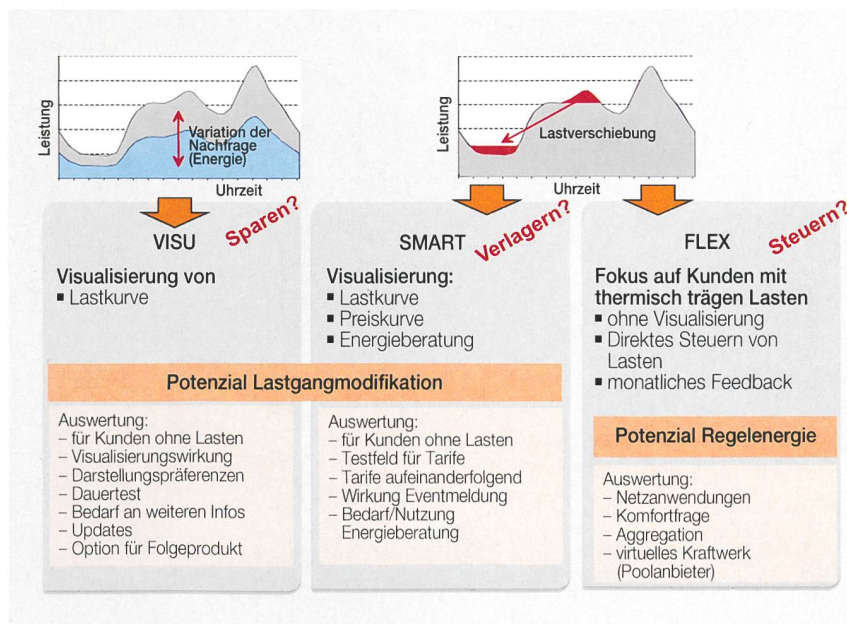 Leistung
Variation der
Nachfrage
(Energie)
Uhrzeit
Leistung
Lastverschiebung
Uhrzeit
VISU
Sparen?
Visualisierung von
▪ Lastkurve
SMART
Verlagern?
Visualisierung:
▪ Lastkurve
▪ Preiskurve
▪ Energieberatung
FLEX
Steuern?
Fokus auf Kunden mit
thermisch trägen Lasten
▪ ohne Visualisierung
▪ Direktes Steuern von
Lasten
▪ monatliches Feedback
Potenzial Lastgangmodifikation
Auswertung:
– für Kunden ohne Lasten
– Visualisierungswirkung
– Darstellungspräferenzen
– Dauertest
– Bedarf an weiteren Infos
– Updates
– Option für Folgeprodukt
Auswertung:
– für Kunden ohne Lasten
– Testfeld für Tarife
– Tarife aufeinanderfolgend
– Wirkung Eventmeldung
– Bedarf/Nutzung
Energieberatung
Potenzial Regelenergie
Auswertung:
– Netzanwendungen
– Komfortfrage
– Aggregation
– virtuelles Kraftwerk
(Poolanbieter)